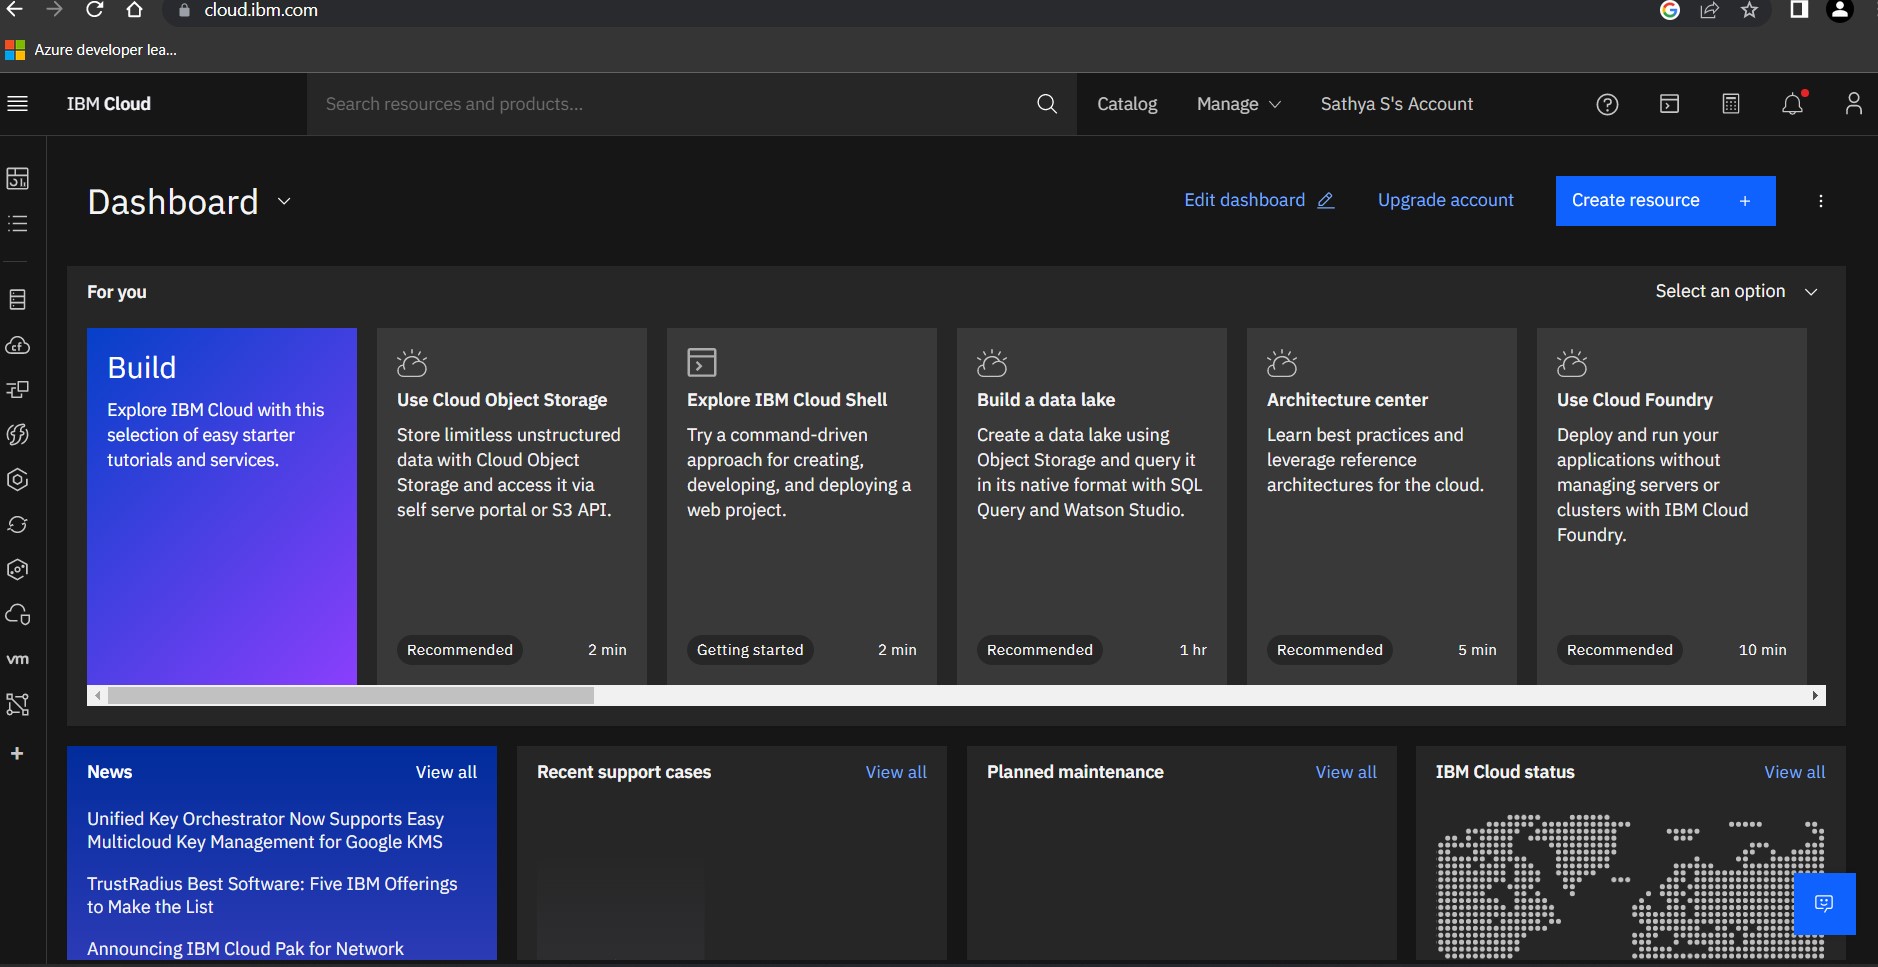 cloud.ibm.com
Azure developer lea...
IBM Cloud
Search resources and products...
Catalog
Manage
Sathya S's Account
Dashboard
Edit dashboard
Upgrade account
Create resource +
For you
Select an option
Build
Explore IBM Cloud with this
selection of easy starter
tutorials and services.
Use Cloud Object Storage
Store limitless unstructured
data with Cloud Object
Storage and access it via
self serve portal or S3 API.
Recommended
2 min
Explore IBM Cloud Shell
Try a command-driven
approach for creating,
developing, and deploying a
web project.
Getting started
2 min
Build a data lake
Create a data lake using
Object Storage and query it
in its native format with SQL
Query and Watson Studio.
Recommended
1 hr
Architecture center
Learn best practices and
leverage reference
architectures for the cloud.
Recommended
5 min
Use Cloud Foundry
Deploy and run your
applications without
managing servers or
clusters with IBM Cloud
Foundry.
Recommended
10 min
cf
vm
+
News
View all
Unified Key Orchestrator Now Supports Easy
Multicloud Key Management for Google KMS
TrustRadius Best Software: Five IBM Offerings
to Make the List
Announcing IBM Cloud Pak for Network
Recent support cases
View all
Planned maintenance
View all
IBM Cloud status
View all